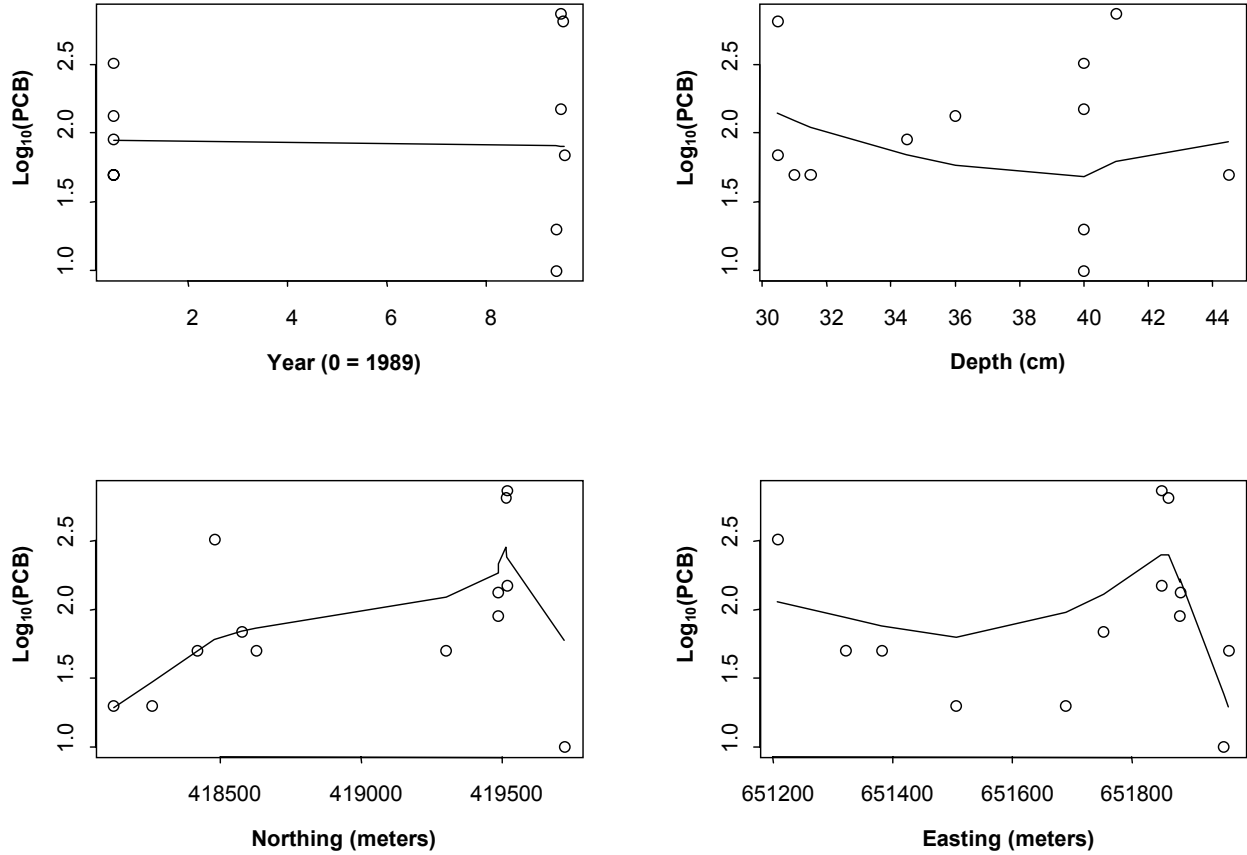 Log₁₀(PCB)
1.0 1.5 2.0 2.5
2 4 6 8
Year (0 = 1989)
Log₁₀(PCB)
1.0 1.5 2.0 2.5
30 32 34 36 38 40 42 44
Depth (cm)
Log₁₀(PCB)
1.0 1.5 2.0 2.5
418500 419000 419500
Northing (meters)
Log₁₀(PCB)
1.0 1.5 2.0 2.5
651200 651400 651600 651800
Easting (meters)